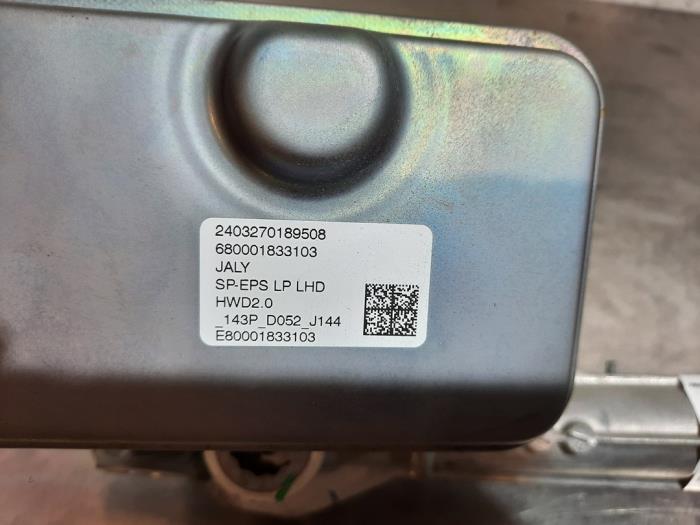 2403270189508
680001833103
JALY
SP-EPS LP LHD
HWD2.0
_143P_D052_J144
E80001833103